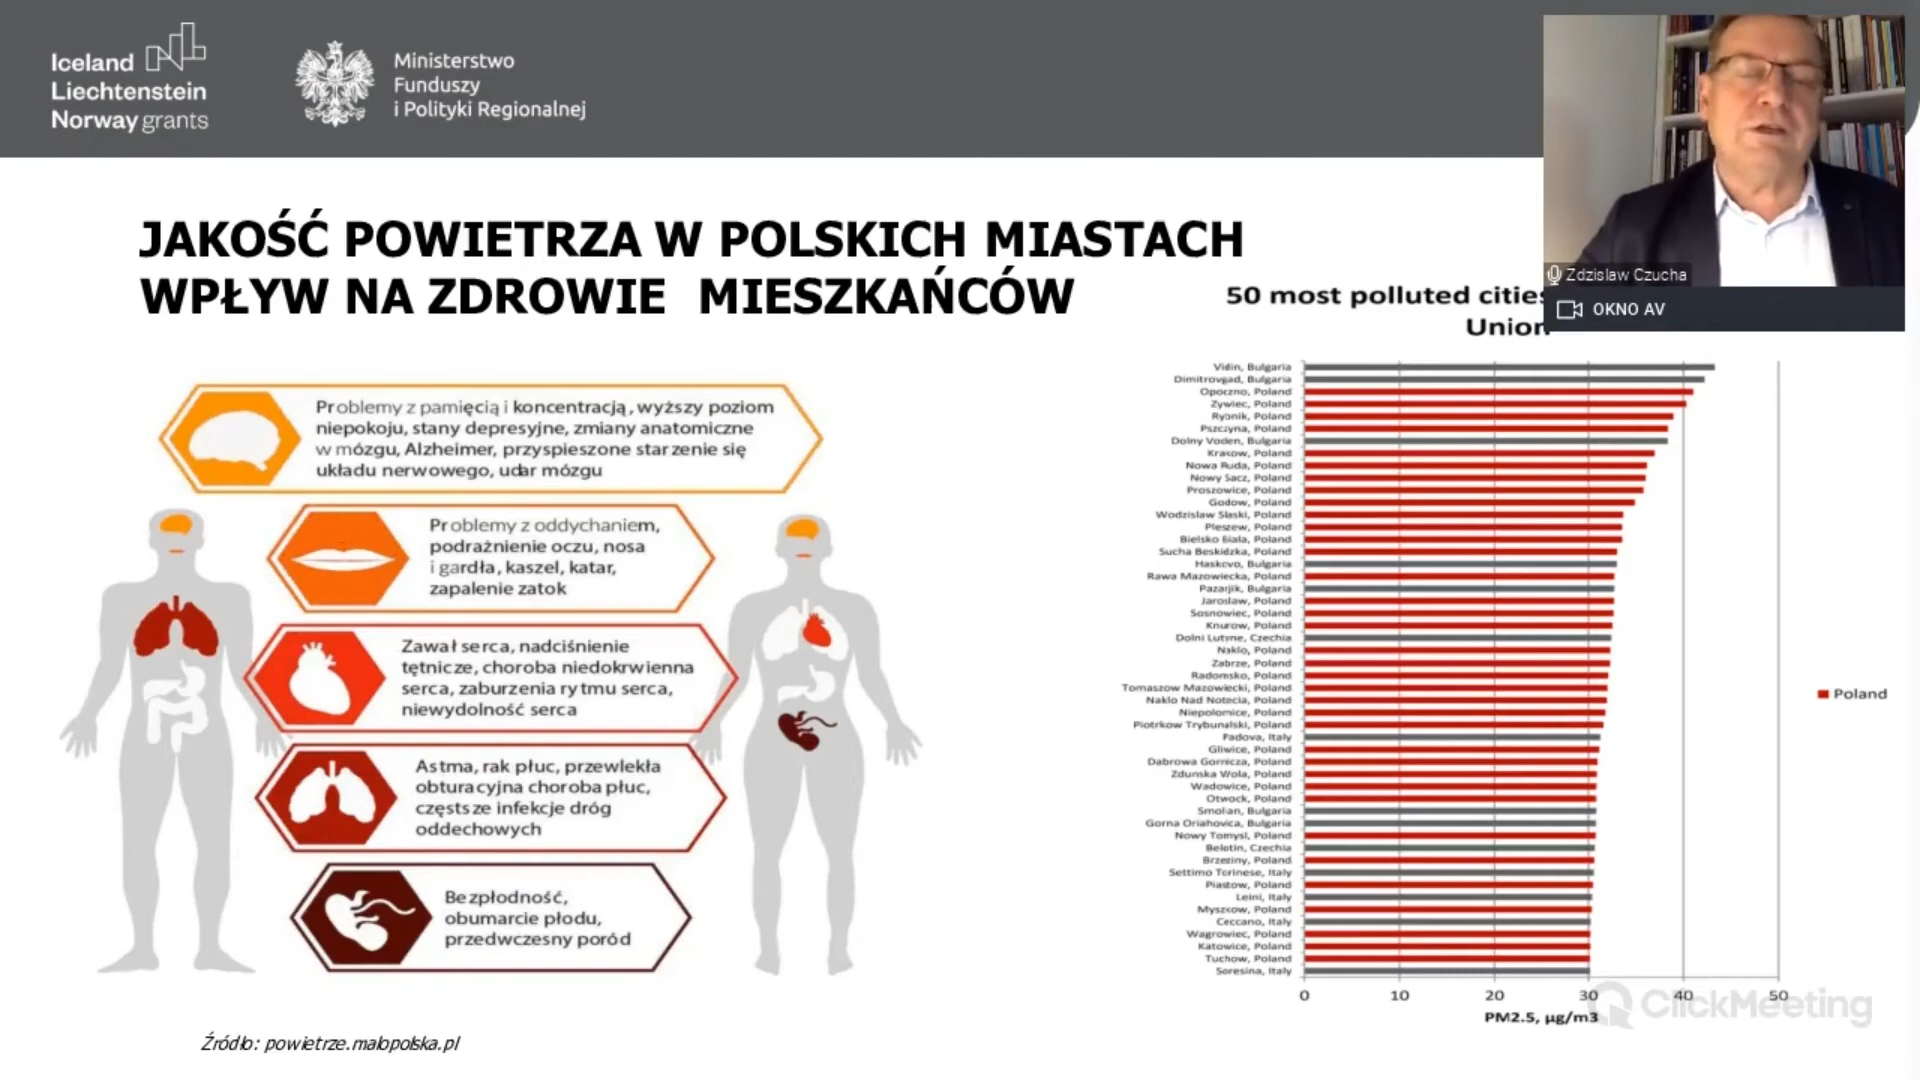 Iceland
Liechtenstein
Norway grants
Ministerstwo
Funduszy
i Polityki Regionalnej
Zdzislaw Czucha
OKNO AV
JAKOŚĆ POWIETRZA W POLSKICH MIASTACH
WPŁYW NA ZDROWIE MIESZKAŃCÓW
Problemy z pamięcią i koncentracją, wyższy poziom
niepokoju, stany depresyjne, zmiany anatomiczne
w mózgu, Alzheimer, przyspieszone starzenie się
układu nerwowego, udar mózgu
Problemy z oddychaniem,
podrażnienie oczu, nosa
i gardła, kaszel, katar,
zapalenie zatok
Zawał serca, nadciśnienie
tętnicze, choroba niedokrwienna
serca, zaburzenia rytmu serca,
niewydolność serca
Astma, rak płuc, przewlekła
obturacyjna choroba płuc,
częstsze infekcje dróg
oddechowych
Bezpłodność,
obumarcie płodu,
przedwczesny poród
Źródło: powietrze.malopolska.pl
50 most polluted cities
Union
Vidin, Bulgaria
Dimitrovgad, Bulgaria
Opoczno, Poland
Zywiec, Poland
Rybnik, Poland
Pszczyna, Poland
Dolny Voden, Bulgaria
Krakow, Poland
Nowa Ruda, Poland
Nowy Sacz, Poland
Proszowice, Poland
Godow, Poland
Wodzislaw Slaski, Poland
Pleszew, Poland
Bielsko Biala, Poland
Sucha Beskidzka, Poland
Haskovo, Bulgaria
Rawa Mazowiecka, Poland
Pazarjik, Bulgaria
Jaroslaw, Poland
Sosnowiec, Poland
Knurow, Poland
Dolni Lutyne, Czechia
Naklo, Poland
Zabrze, Poland
Radomsko, Poland
Tomaszow Mazowiecki, Poland
Naklo Nad Notecia, Poland
Niepolomice, Poland
Piotrkow Trybunalski, Poland
Padova, Italy
Gliwice, Poland
Dabrowa Gornicza, Poland
Zdunska Wola, Poland
Wadowice, Poland
Otwock, Poland
Smolian, Bulgaria
Gorna Oriahovica, Bulgaria
Nowy Tomysl, Poland
Belotin, Czechia
Brzeziny, Poland
Settimo Torinese, Italy
Piastow, Poland
Leini, Italy
Myszkow, Poland
Ceccano, Italy
Wagrowiec, Poland
Katowice, Poland
Tuchow, Poland
Soresina, Italy
0 10 20 30 40 50
PM2.5, µg/m3
Poland
ClickMeeting